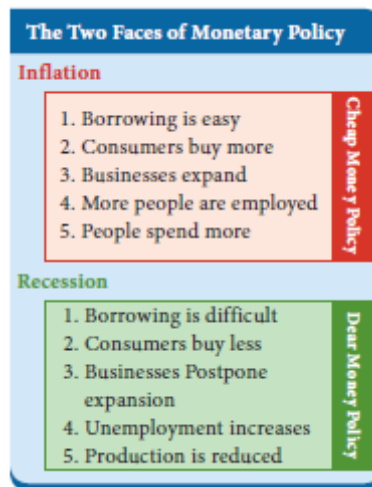 The Two Faces of Monetary Policy
Inflation
1. Borrowing is easy
2. Consumers buy more
3. Businesses expand
4. More people are employed
5. People spend more
Cheap Money Policy
Recession
1. Borrowing is difficult
2. Consumers buy less
3. Businesses Postpone
expansion
4. Unemployment increases
5. Production is reduced
Dear Money Policy